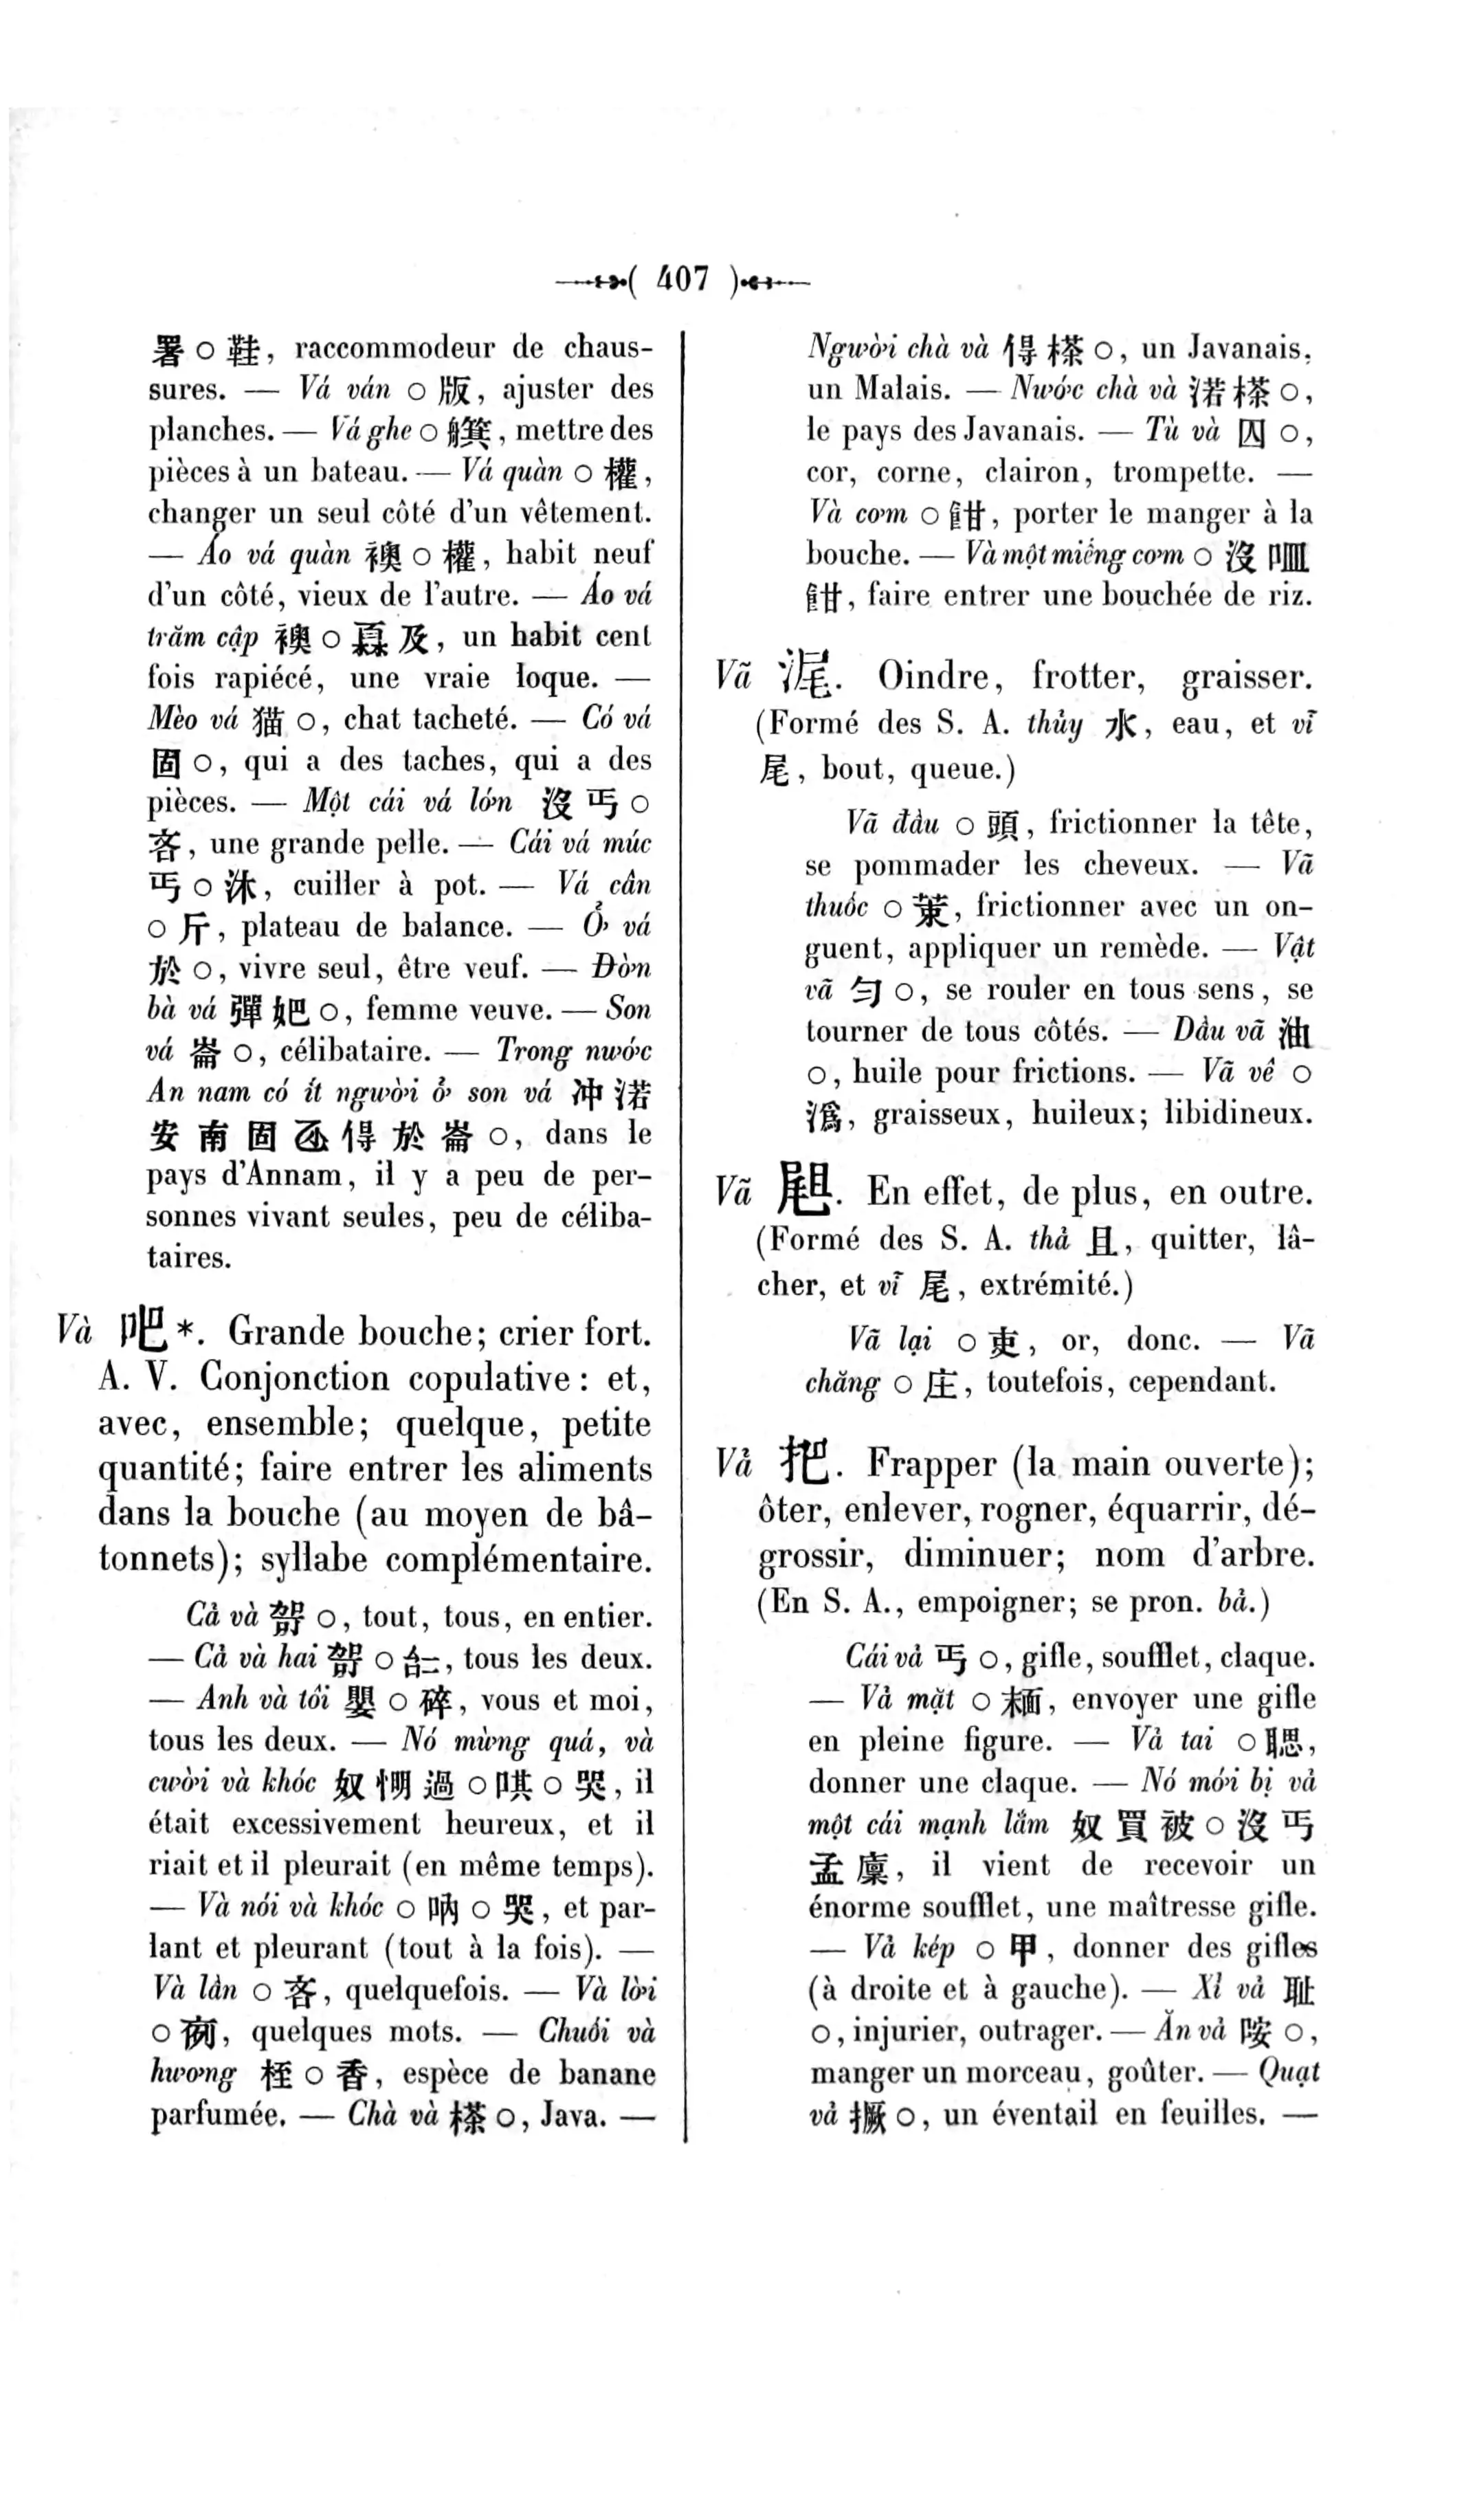 ( 407 )
署 ○ 鞋, raccommodeur de chaus-
sures. — Vá ván ○ 版, ajuster des
planches. — Vá ghe ○, mettre des
pièces à un bateau. — Vá quàn ○ 權,
changer un seul côté d'un vêtement.
— Áo vá quàn 襖 ○ 權, habit neuf
d'un côté, vieux de l'autre. — Áo vá
trăm cặp 襖 ○ 及, un habit cent
fois rapiécé, une vraie loque. —
Mèo vá 猫 ○, chat tacheté. — Có vá
固 ○, qui a des taches, qui a des
pièces. — Một cái vá lớn 沒 丐 ○
, une grande pelle. — Cái vá múc
丐 ○ 沐, cuiller à pot. — Vá cân
○ 斤, plateau de balance. — Ở vá
於 ○, vivre seul, être veuf. — Đờn
bà vá 彈 妑 ○, femme veuve. — Son
vá 崙 ○, célibataire. — Trong nước
An nam có ít người ở son vá 冲 渃
安 南 固 得 於 崙 ○, dans le
pays d'Annam, il y a peu de per-
sonnes vivant seules, peu de céliba-
taires.
Và 吧 *. Grande bouche; crier fort.
A. V. Conjonction copulative: et,
avec, ensemble; quelque, petite
quantité; faire entrer les aliments
dans la bouche (au moyen de bâ-
tonnets); syllabe complémentaire.
Cả và ○, tout, tous, en entier.
— Cả và hai ○, tous les deux.
— Anh và tôi 嬰 ○ 碎, vous et moi,
tous les deux. — Nó mừng quá, và
cười và khóc 奴 過 ○ 唭 ○ 哭, il
était excessivement heureux, et il
riait et il pleurait (en même temps).
— Và nói và khóc ○ 吶 ○ 哭, et par-
lant et pleurant (tout à la fois). —
Và lần ○, quelquefois. — Và lời
○, quelques mots. — Chuối và
hương 桎 ○ 香, espèce de banane
parfumée. — Chà và ○, Java. —
Người chà và 得 ○, un Javanais,
un Malais. — Nước chà và 渃 ○,
le pays des Javanais. — Tù và 囚 ○,
cor, corne, clairon, trompette. —
Và cơm ○, porter le manger à la
bouche. — Và một miếng cơm ○ 沒
, faire entrer une bouchée de riz.
Vã 浘. Oindre, frotter, graisser.
(Formé des S. A. thủy 水, eau, et vĩ
尾, bout, queue.)
Vã đầu ○ 頭, frictionner la tête,
se pommader les cheveux. — Vã
thuốc ○, frictionner avec un on-
guent, appliquer un remède. — Vật
vã 勻 ○, se rouler en tous sens, se
tourner de tous côtés. — Dầu vã 油
○, huile pour frictions. — Vã vê ○
潙, graisseux, huileux; libidineux.
Vã. En effet, de plus, en outre.
(Formé des S. A. thả 且, quitter, lâ-
cher, et vĩ 尾, extrémité.)
Vã lại ○ 吏, or, donc. — Vã
chăng ○ 庄, toutefois, cependant.
Vả 把. Frapper (la main ouverte);
ôter, enlever, rogner, équarrir, dé-
grossir, diminuer; nom d'arbre.
(En S. A., empoigner; se pron. bả.)
Cái vả 丐 ○, gifle, soufflet, claque.
— Vả mặt ○, envoyer une gifle
en pleine figure. — Vả tai ○,
donner une claque. — Nó mới bị vả
một cái mạnh lắm 奴 買 被 ○ 沒 丐
孟 廩, il vient de recevoir un
énorme soufflet, une maîtresse gifle.
— Vả kép ○ 甲, donner des gifles
(à droite et à gauche). — Xỉ vả 耻
○, injurier, outrager. — Ăn vả 咹 ○,
manger un morceau, goûter. — Quạt
vả 撅 ○, un éventail en feuilles. —